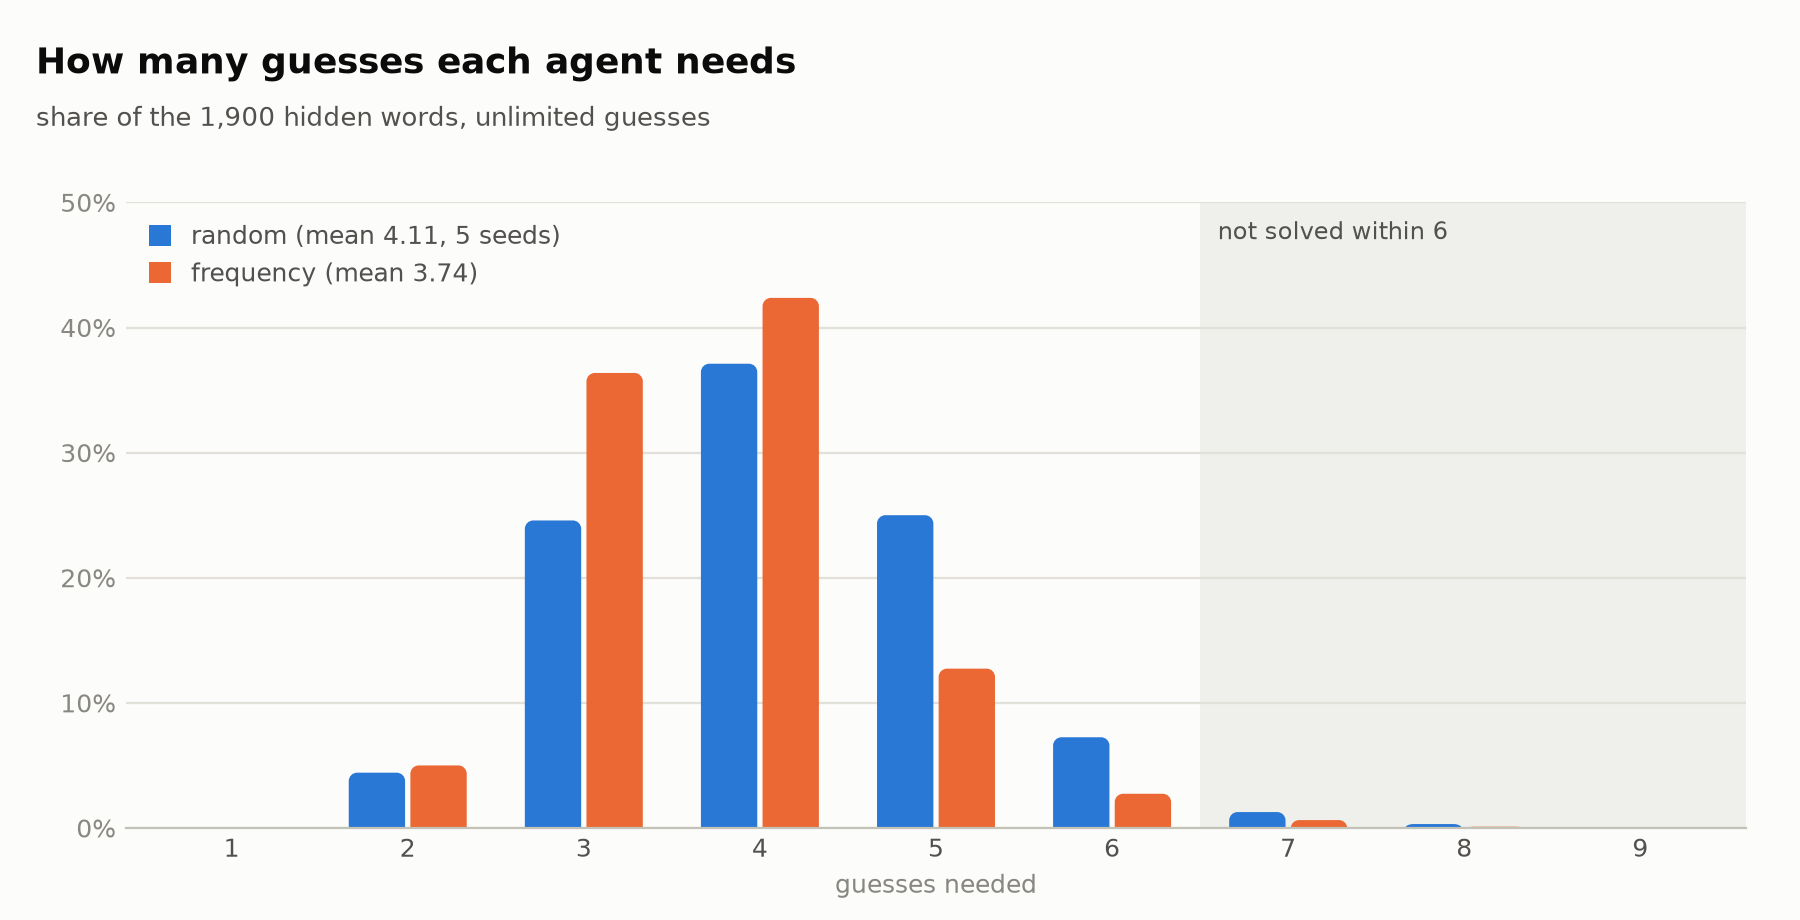 How many guesses each agent needs
share of the 1,900 hidden words, unlimited guesses
50%
random (mean 4.11, 5 seeds)
not solved within 6
frequency (mean 3.74)
40%
30%
20%
10%
0%
1 2 3 4 5 6 7 8 9
guesses needed